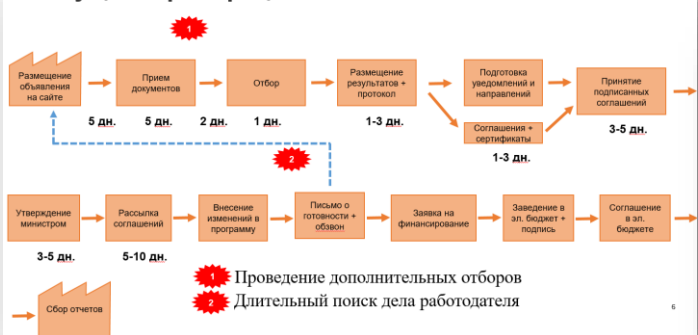 1
Размещение
объявления
на сайте
Прием
документов
Отбор
Размещение
результатов +
протокол
Подготовка
уведомлений и
направлений
Соглашения +
сертификаты
Принятие
подписанных
соглашений
5 дн.
5 дн.
2 дн.
1 дн.
1-3 дн.
1-3 дн.
3-5 дн.
2
Утверждение
министром
Рассылка
соглашений
Внесение
изменений в
программу
Письмо о
готовности +
обзвон
Заявка на
финансирование
Заведение в
эл. бюджет +
подпись
Соглашение
в эл.
бюджете
3-5 дн.
5-10 дн.
1 Проведение дополнительных отборов
2 Длительный поиск дела работодателя
Сбор отчетов
6